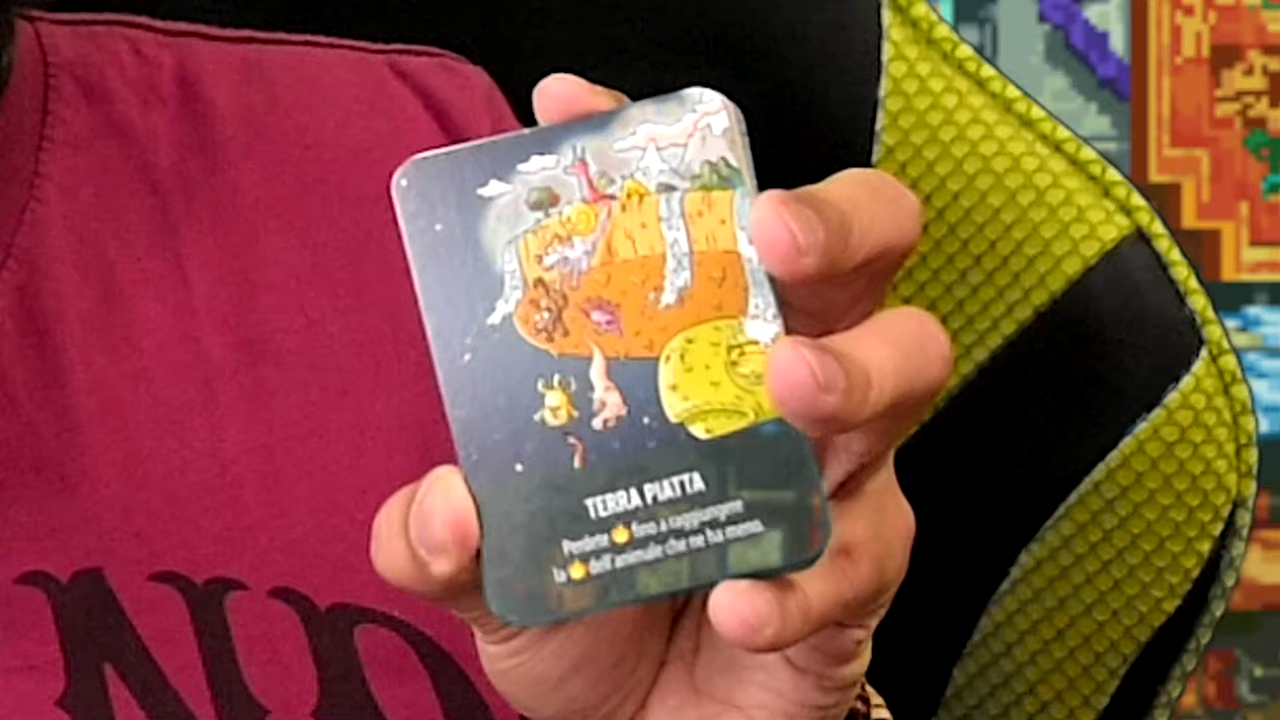 TERRA PIATTA
Perdete fino a raggiungere
la dell'animale che ne ha meno.